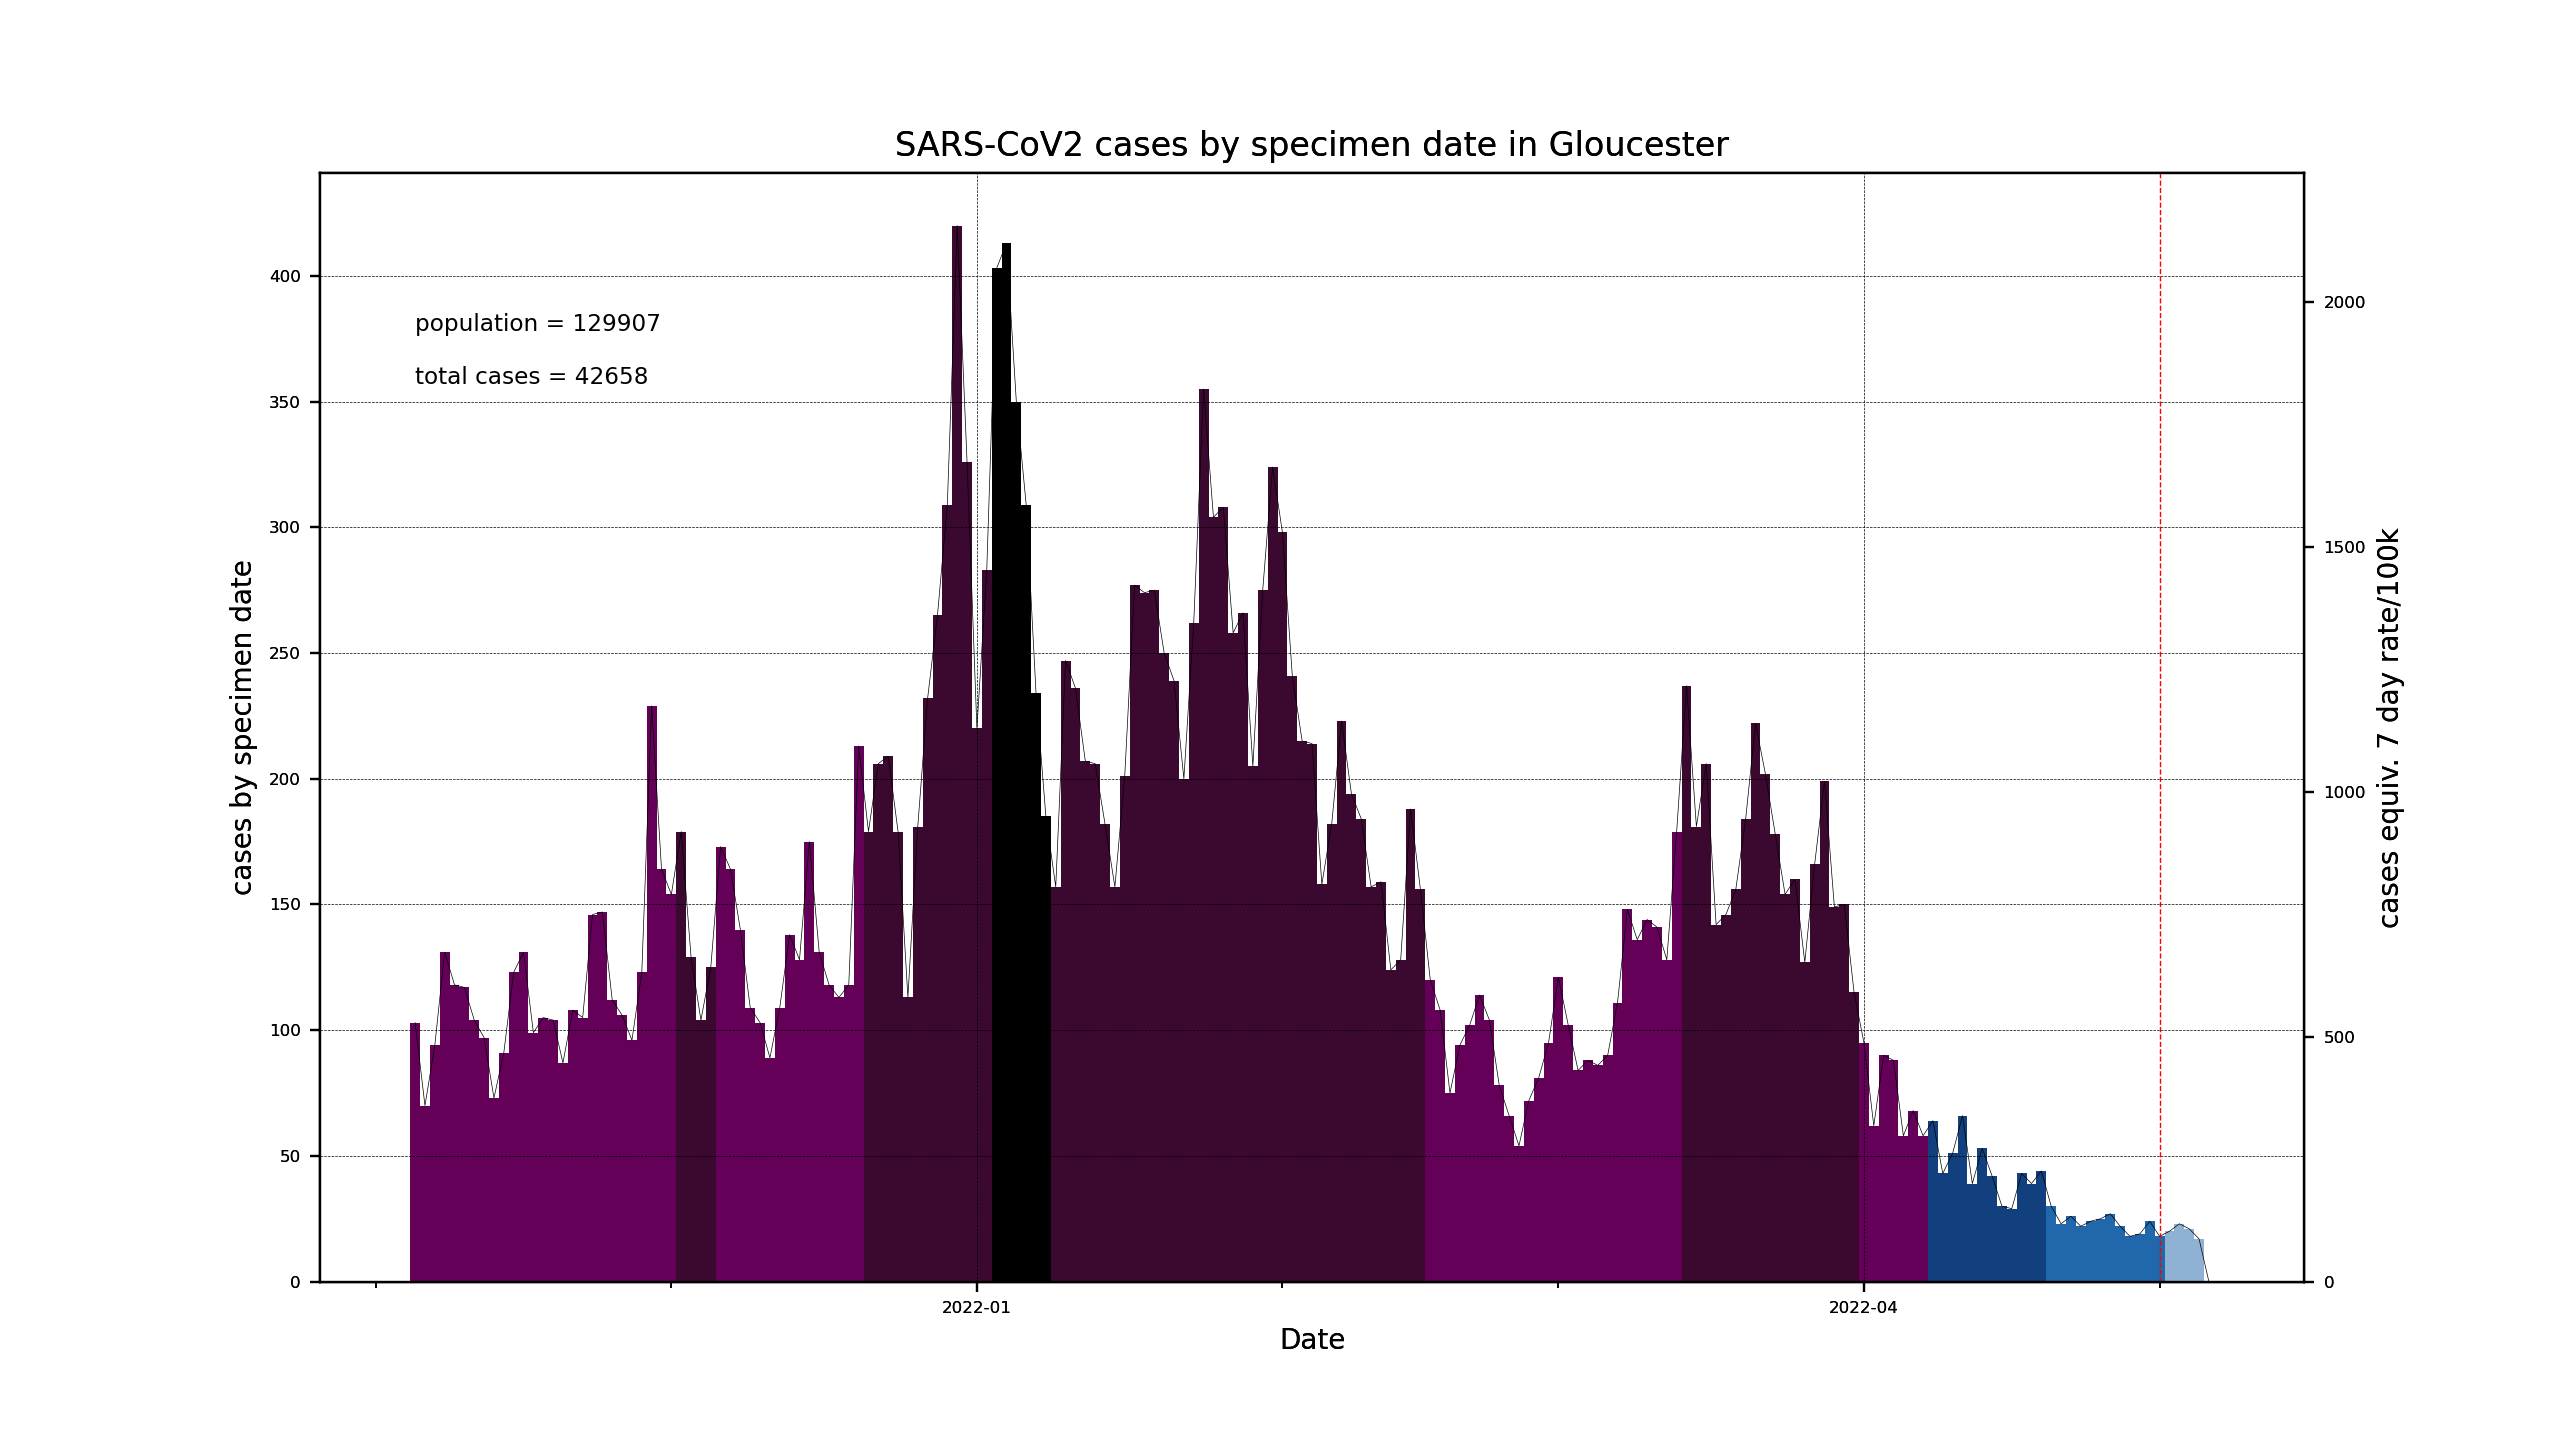 SARS-CoV2 cases by specimen date in Gloucester
population = 129907
total cases = 42658
cases by specimen date
400
350
300
250
200
150
100
50
0
2000
1500
1000
500
0
cases equiv. 7 day rate/100k
2022-01
2022-04
Date